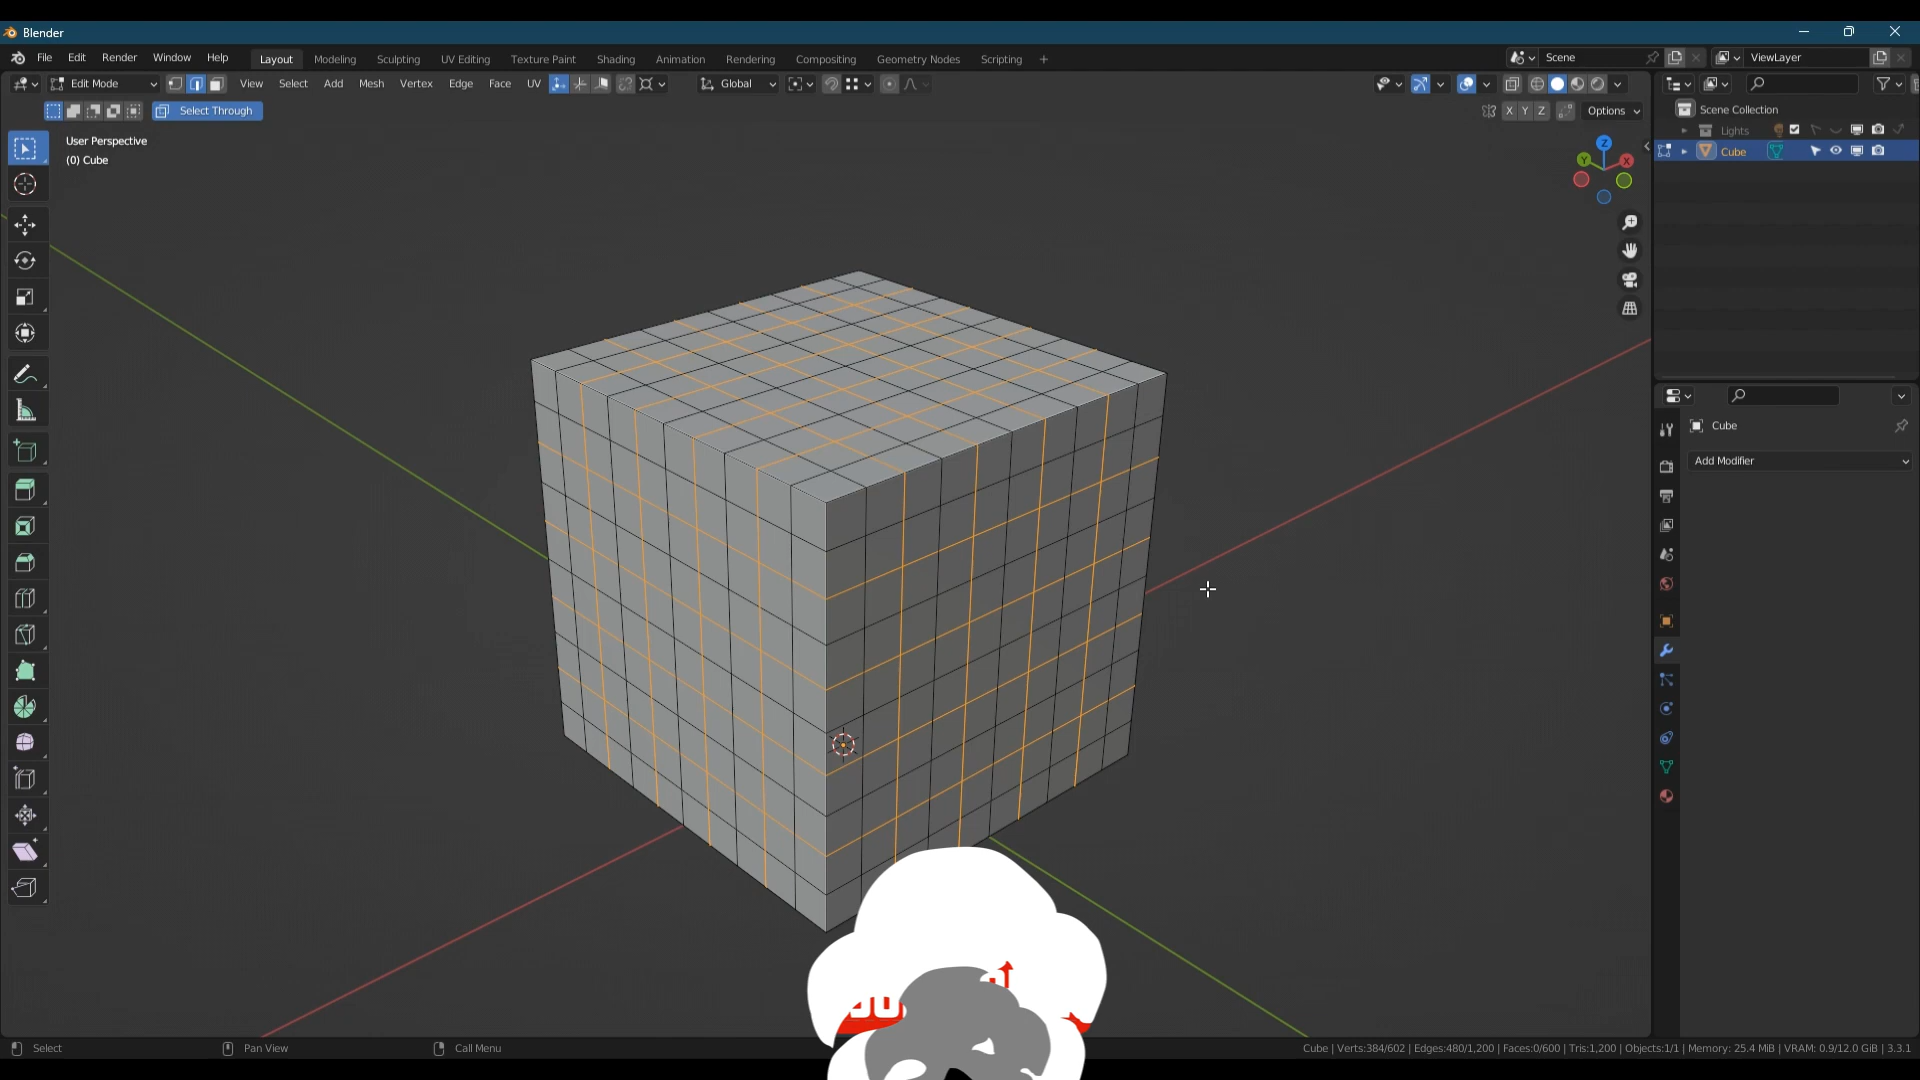 Blender
File Edit Render Window Help Layout Modeling Sculpting UV Editing Texture Paint Shading Animation Rendering Compositing Geometry Nodes Scripting + Scene ViewLayer
Edit Mode View Select Add Mesh Vertex Edge Face UV Global
Select Through X Y Z Options
User Perspective
(0) Cube
Z
Y X
Scene Collection
Lights
Cube
Cube
Add Modifier
Select Pan View Call Menu Cube | Verts:384/602 | Edges:480/1,200 | Faces:0/600 | Tris:1,200 | Objects:1/1 | Memory: 25.4 MiB | VRAM: 0.9/12.0 GiB | 3.3.1